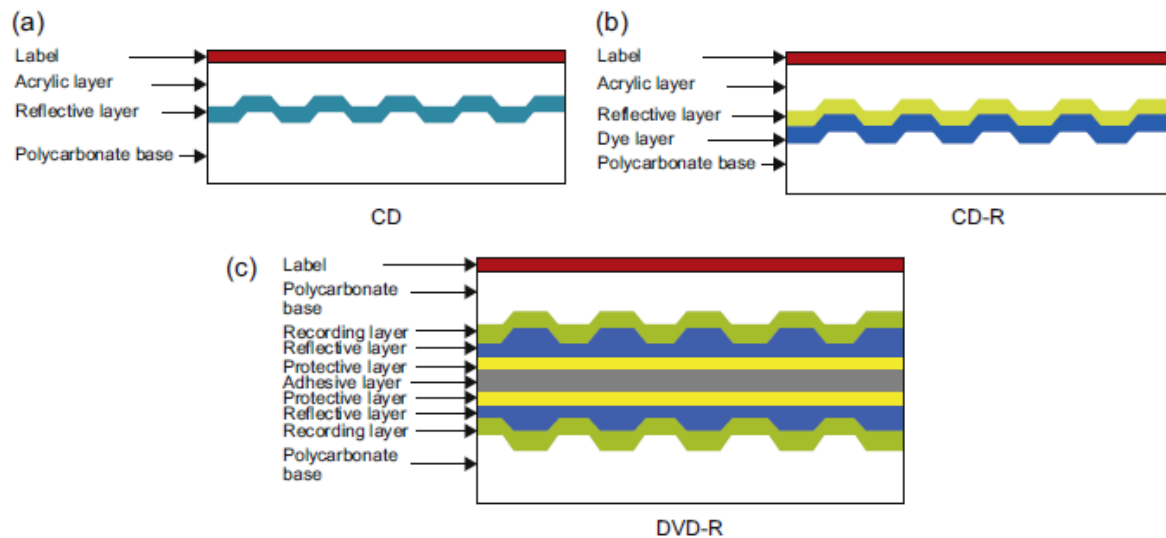 (a)
Label
Acrylic layer
Reflective layer
Polycarbonate base
CD
(b)
Label
Acrylic layer
Reflective layer
Dye layer
Polycarbonate base
CD-R
(c)
Label
Polycarbonate
base
Recording layer
Reflective layer
Protective layer
Adhesive layer
Protective layer
Reflective layer
Recording layer
Polycarbonate
base
DVD-R